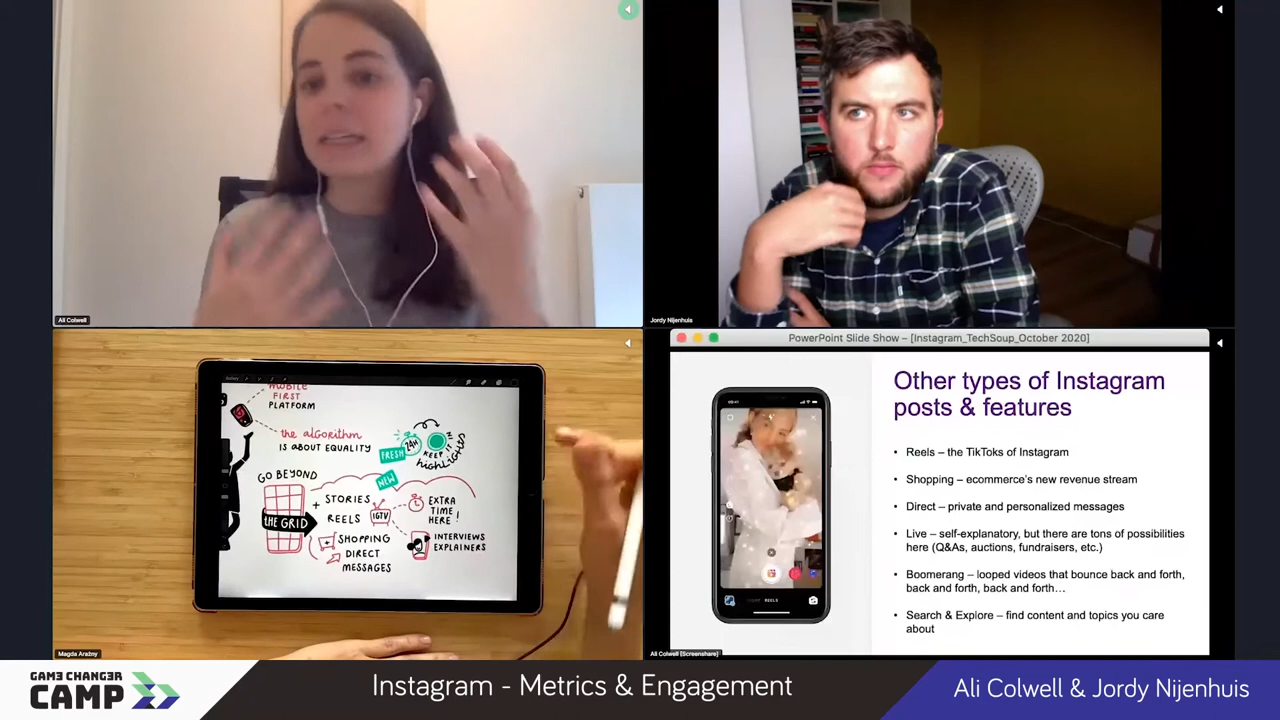 Ali Colwell
Jordy Nijenhuis
MOBILE
FIRST
PLATFORM
the algorithm
IS ABOUT EQUALITY
FRESH
24H
KEEP IT
highlights
GO BEYOND
THE GRID
NEW
+ STORIES
REELS
IGTV
EXTRA
TIME
HERE!
SHOPPING
DIRECT
MESSAGES
INTERVIEWS
EXPLAINERS
Magda Arażny
PowerPoint Slide Show – [Instagram_TechSoup_October 2020]
Other types of Instagram
posts & features
• Reels – the TikToks of Instagram
• Shopping – ecommerce's new revenue stream
• Direct – private and personalized messages
• Live – self-explanatory, but there are tons of possibilities
here (Q&As, auctions, fundraisers, etc.)
• Boomerang – looped videos that bounce back and forth,
back and forth, back and forth…
• Search & Explore – find content and topics you care
about
REELS
Ali Colwell [Screenshare]
GAME CHANGER
CAMP
Instagram - Metrics & Engagement
Ali Colwell & Jordy Nijenhuis